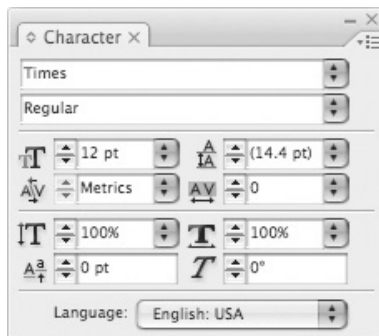 Character
Times
Regular
12 pt (14.4 pt)
Metrics 0
100% 100%
0 pt 0°
Language: English: USA